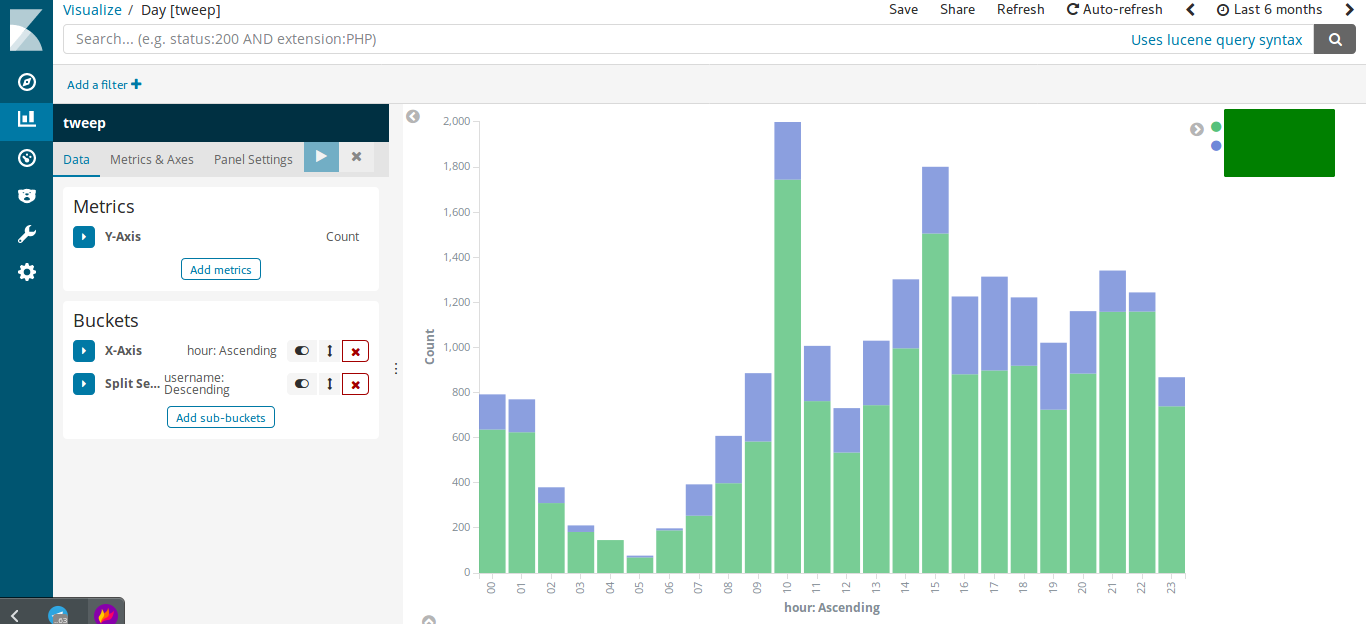 Visualize / Day [tweep]
Save Share Refresh Auto-refresh Last 6 months
Search... (e.g. status:200 AND extension:PHP)
Uses lucene query syntax
Add a filter
tweep
Data Metrics & Axes Panel Settings
Metrics
Y-Axis Count
Add metrics
Buckets
X-Axis hour: Ascending
Split Se... username:
Descending
Add sub-buckets
2,000
1,800
1,600
1,400
1,200
1,000
800
600
400
200
0
Count
00 01 02 03 04 05 06 07 08 09 10 11 12 13 14 15 16 17 18 19 20 21 22 23
hour: Ascending